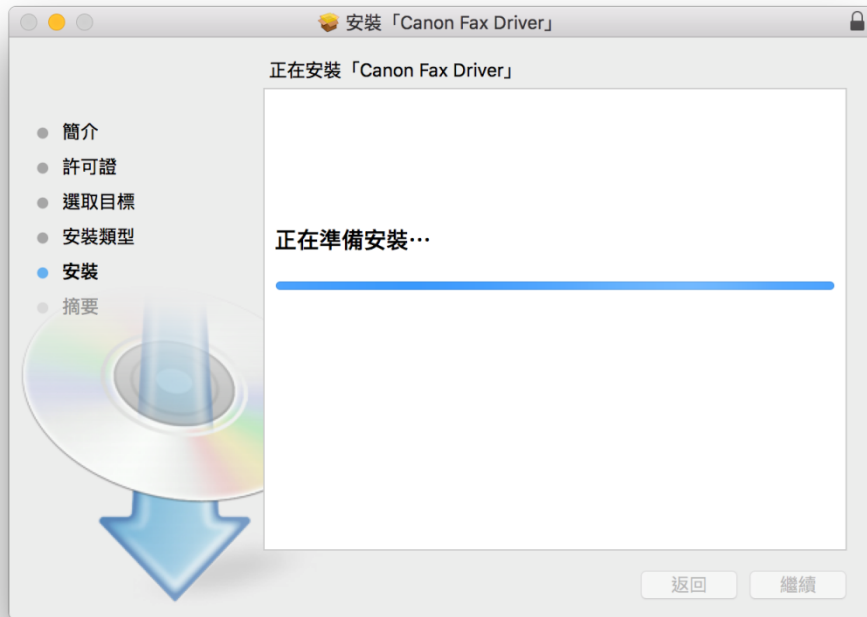 安裝「Canon Fax Driver」
正在安裝「Canon Fax Driver」
簡介
許可證
選取目標
安裝類型
安裝
摘要
正在準備安裝⋯
返回
繼續